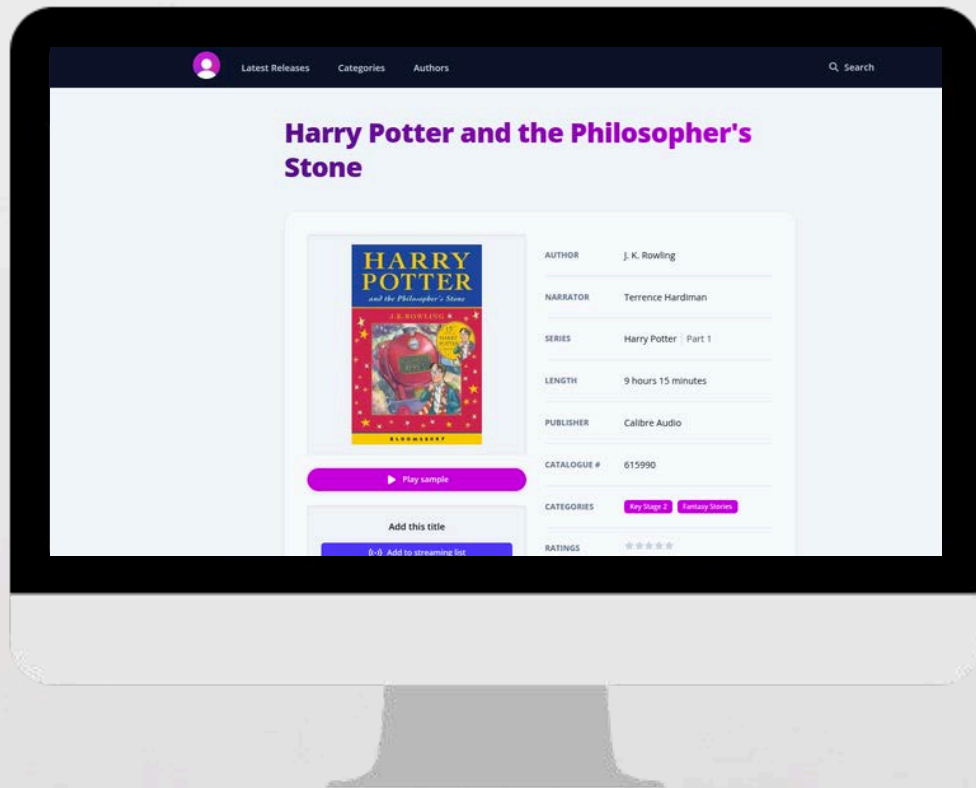 Latest Releases Categories Authors Search
Harry Potter and the Philosopher's
Stone
HARRY
POTTER
and the Philosopher's Stone
J.K.ROWLING
HARRY
POTTER
BLOOMSBURY
Play sample
Add this title
Add to streaming list
AUTHOR J. K. Rowling
NARRATOR Terrence Hardiman
SERIES Harry Potter | Part 1
LENGTH 9 hours 15 minutes
PUBLISHER Calibre Audio
CATALOGUE # 615990
CATEGORIES Key Stage 2 Fantasy Stories
RATINGS